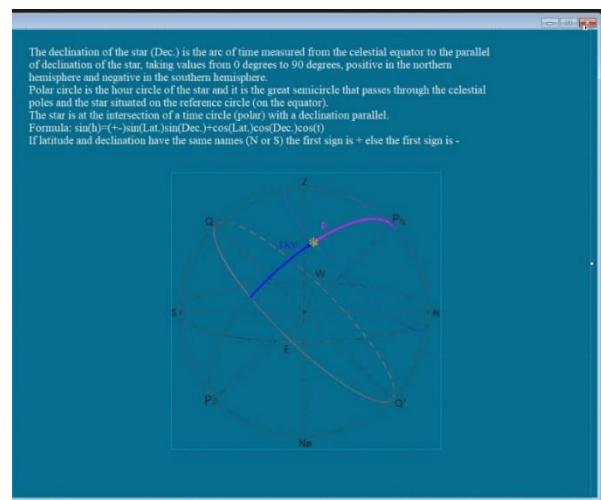 The declination of the star (Dec.) is the arc of time measured from the celestial equator to the parallel
of declination of the star, taking values from 0 degrees to 90 degrees, positive in the northern
hemisphere and negative in the southern hemisphere.
Polar circle is the hour circle of the star and it is the great semicircle that passes through the celestial
poles and the star situated on the reference circle (on the equator).
The star is at the intersection of a time circle (polar) with a declination parallel.
Formula: sin(h)=(+-)sin(Lat.)sin(Dec.)+cos(Lat.)cos(Dec.)cos(t)
If latitude and declination have the same names (N or S) the first sign is + else the first sign is -
Z
Q
P
Dec
W
S
N
E
Q'
Na